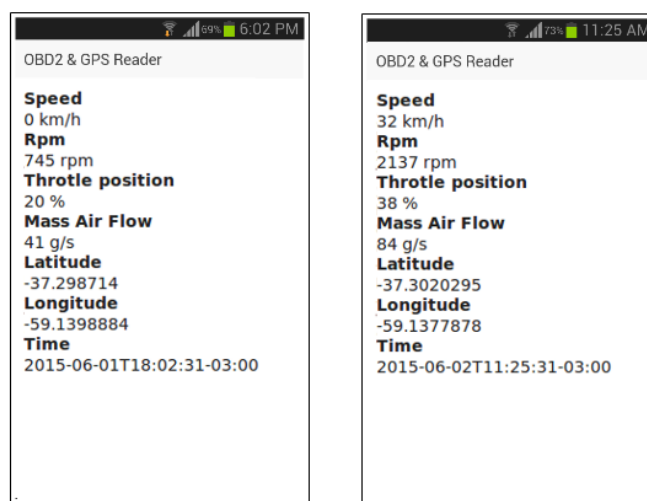 69% 6:02 PM
OBD2 & GPS Reader
Speed
0 km/h
Rpm
745 rpm
Throtle position
20 %
Mass Air Flow
41 g/s
Latitude
-37.298714
Longitude
-59.1398884
Time
2015-06-01T18:02:31-03:00
73% 11:25 AM
OBD2 & GPS Reader
Speed
32 km/h
Rpm
2137 rpm
Throtle position
38 %
Mass Air Flow
84 g/s
Latitude
-37.3020295
Longitude
-59.1377878
Time
2015-06-02T11:25:31-03:00